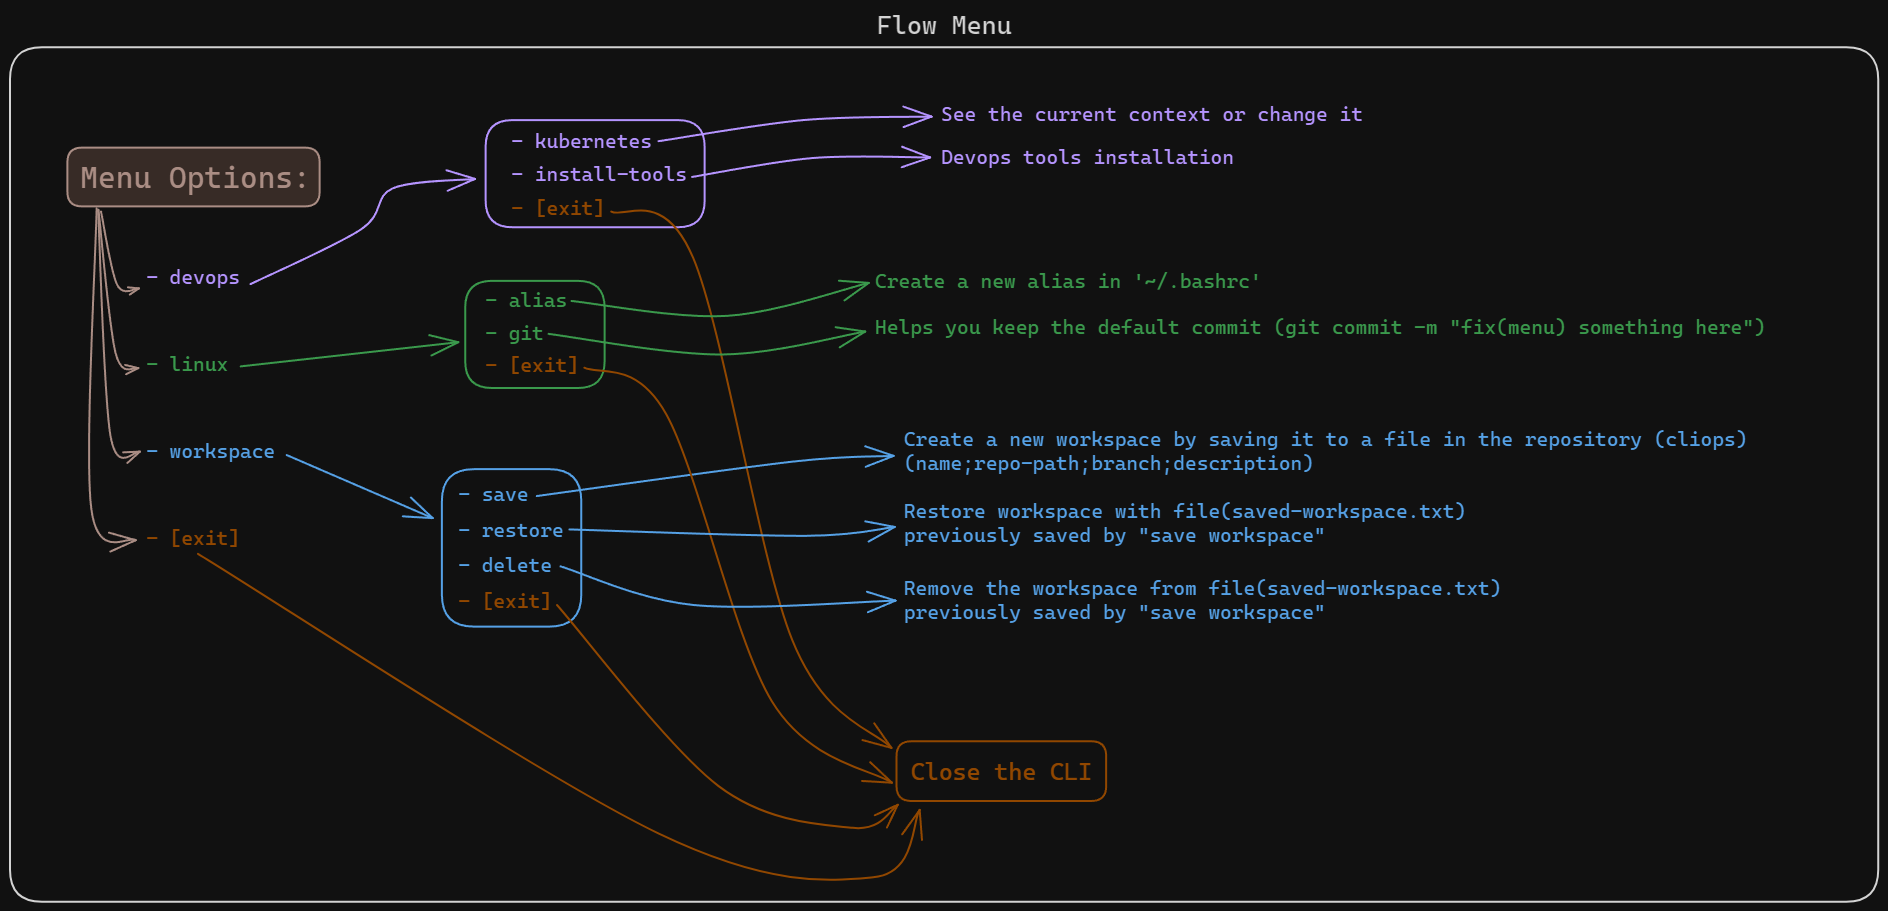 Flow Menu
Menu Options:
- devops
- linux
- workspace
- [exit]
- kubernetes
- install-tools
- [exit]
See the current context or change it
Devops tools installation
- alias
- git
- [exit]
Create a new alias in '~/.bashrc'
Helps you keep the default commit (git commit -m "fix(menu) something here")
- save
- restore
- delete
- [exit]
Create a new workspace by saving it to a file in the repository (cliops)
(name;repo-path;branch;description)
Restore workspace with file(saved-workspace.txt)
previously saved by "save workspace"
Remove the workspace from file(saved-workspace.txt)
previously saved by "save workspace"
Close the CLI